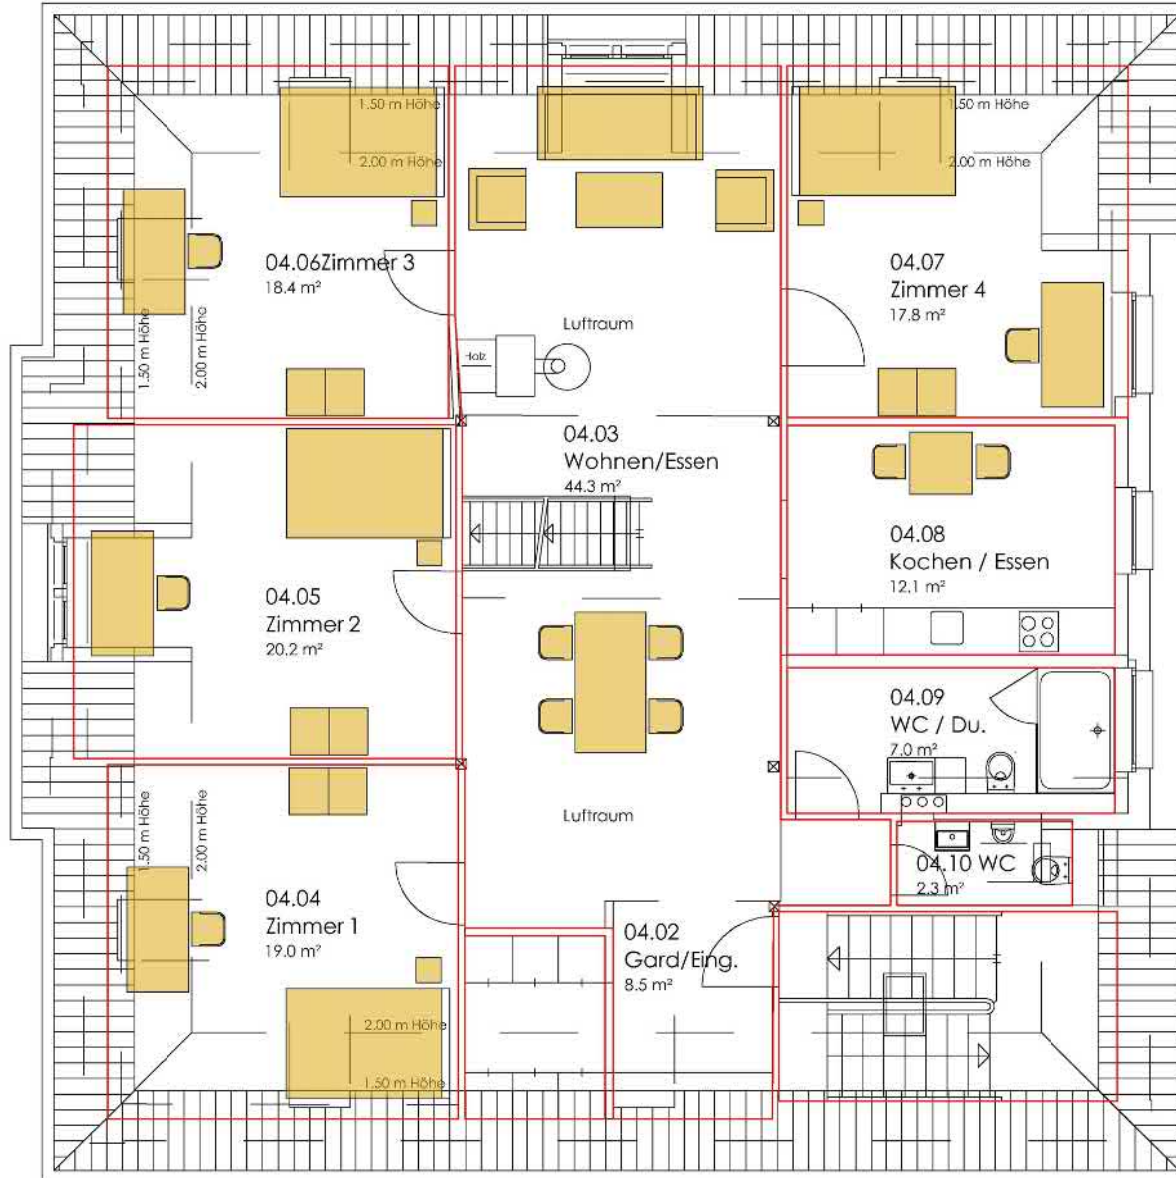 1.50 m Höhe
2.00 m Höhe
04.06Zimmer 3
18.4 m²
1.50 m Höhe
2.00 m Höhe
Luftraum
Holz
1.50 m Höhe
2.00 m Höhe
04.07
Zimmer 4
17.8 m²
04.03
Wohnen/Essen
44.3 m²
04.08
Kochen / Essen
12.1 m²
04.05
Zimmer 2
20.2 m²
04.09
WC / Du.
7.0 m²
Luftraum
1.50 m Höhe
2.00 m Höhe
04.10 WC
2.3 m²
04.04
Zimmer 1
19.0 m²
04.02
Gard/Eing.
8.5 m²
2.00 m Höhe
1.50 m Höhe